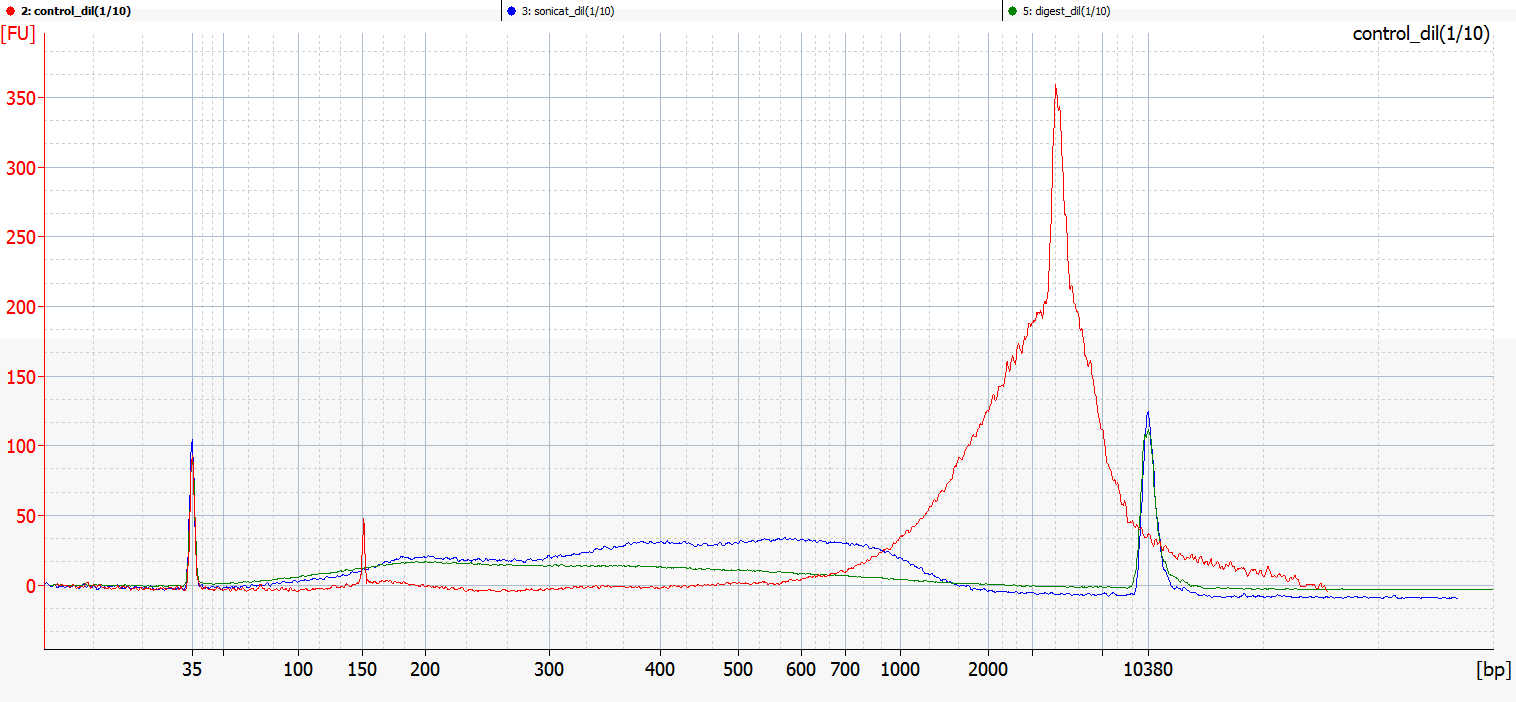 2: control_dil(1/10) 3: sonicat_dil(1/10) 5: digest_dil(1/10)
[FU] control_dil(1/10)
350
300
250
200
150
100
50
0
35 100 150 200 300 400 500 600 700 1000 2000 10380 [bp]